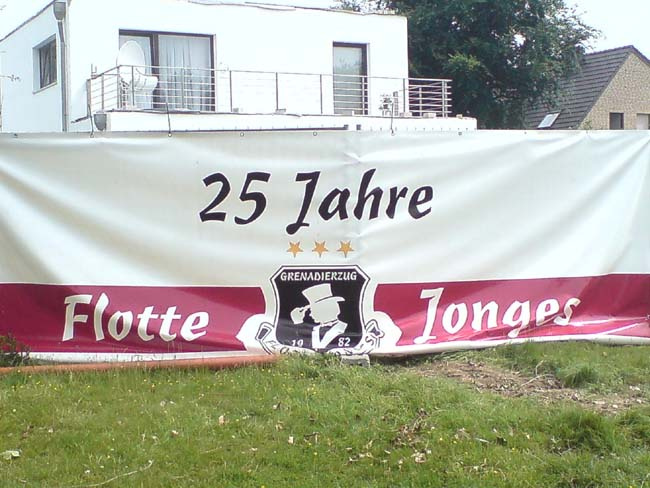 25 Jahre
GRENADIERZUG
Flotte Jonges
19 82